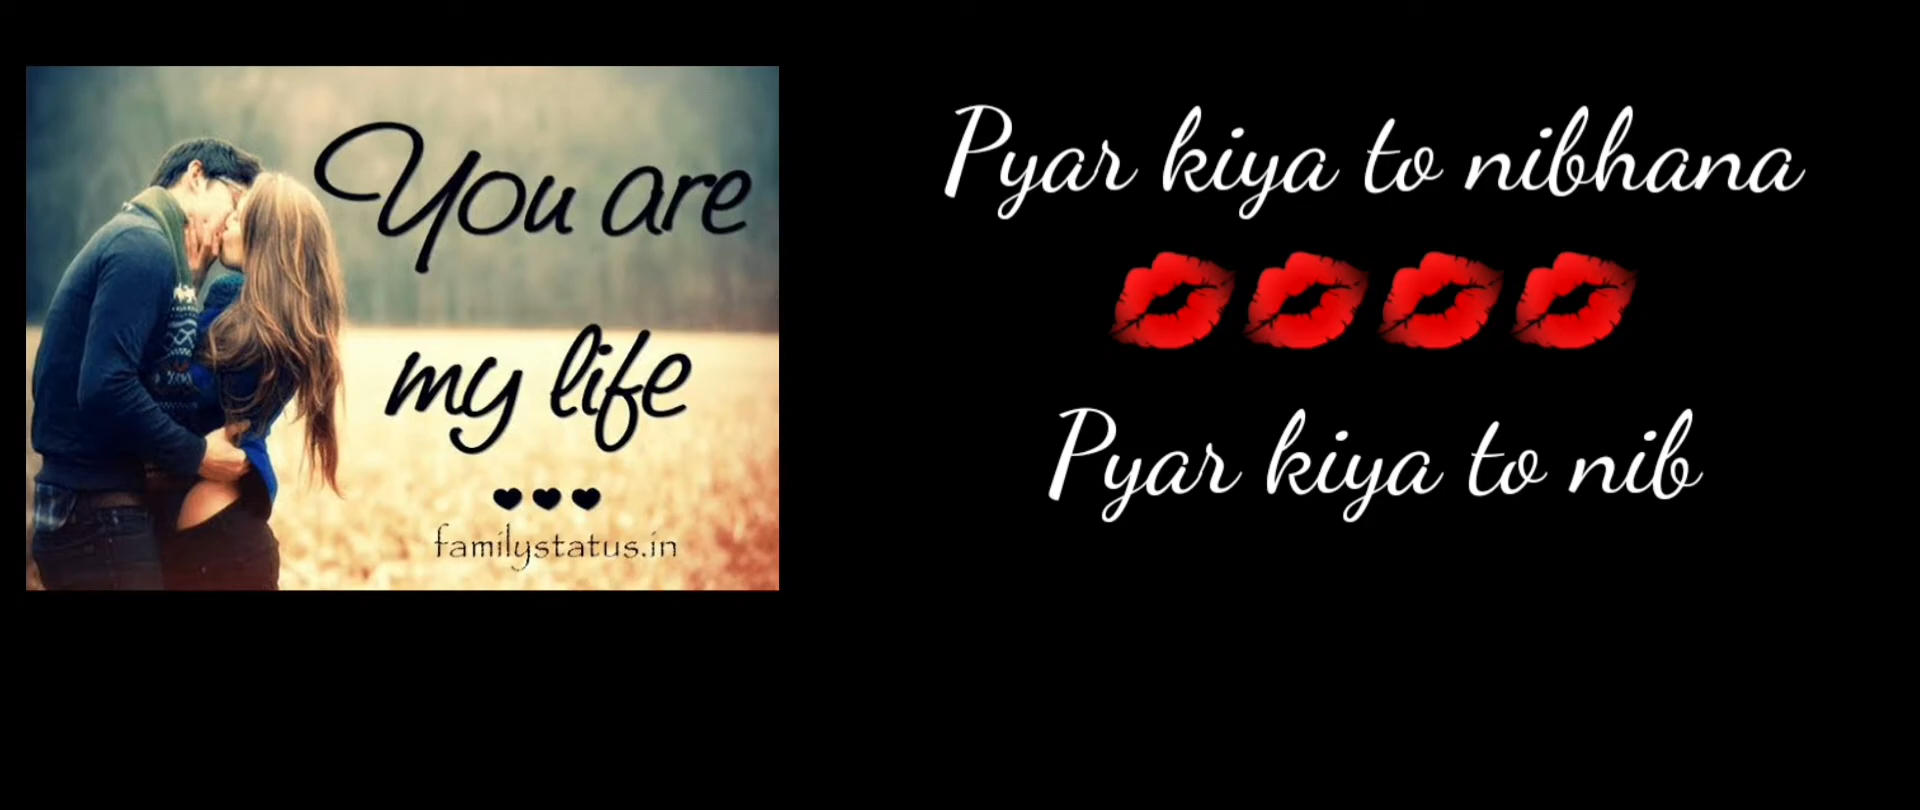 You are
my life
familystatus.in
Pyar kiya to nibhana
Pyar kiya to nib